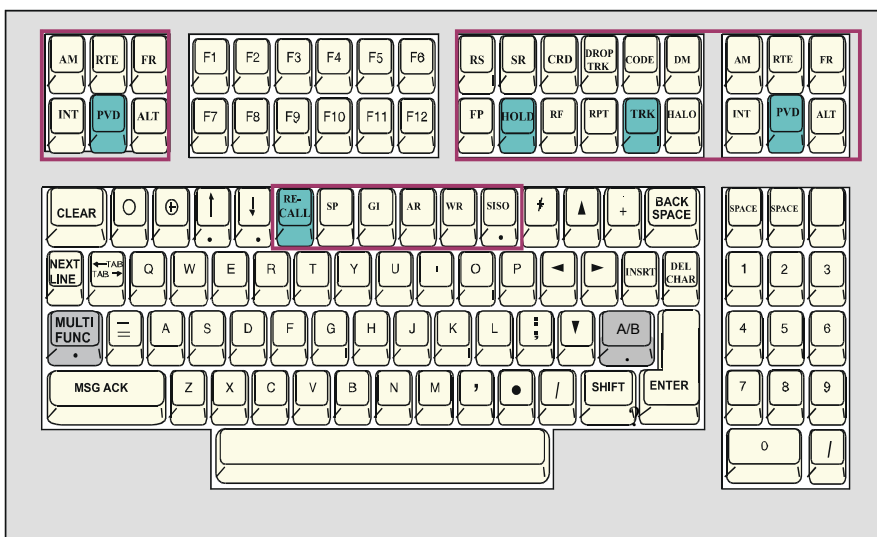 AM RTE FR F1 F2 F3 F4 F5 F6 RS SR CRD DROP TRK CODE DM AM RTE FR
INT PVD ALT F7 F8 F9 F10 F11 F12 FP HOLD RF RPT TRK HALO INT PVD ALT
CLEAR RE-CALL SP GI AR WR SISO + BACK SPACE SPACE SPACE
NEXT LINE ←TAB TAB→ Q W E R T Y U I O P ◄ ► INSRT DEL CHAR 1 2 3
MULTI FUNC A S D F G H J K L ; ▼ A/B 4 5 6
MSG ACK Z X C V B N M , . / SHIFT ? ENTER 7 8 9
0 /